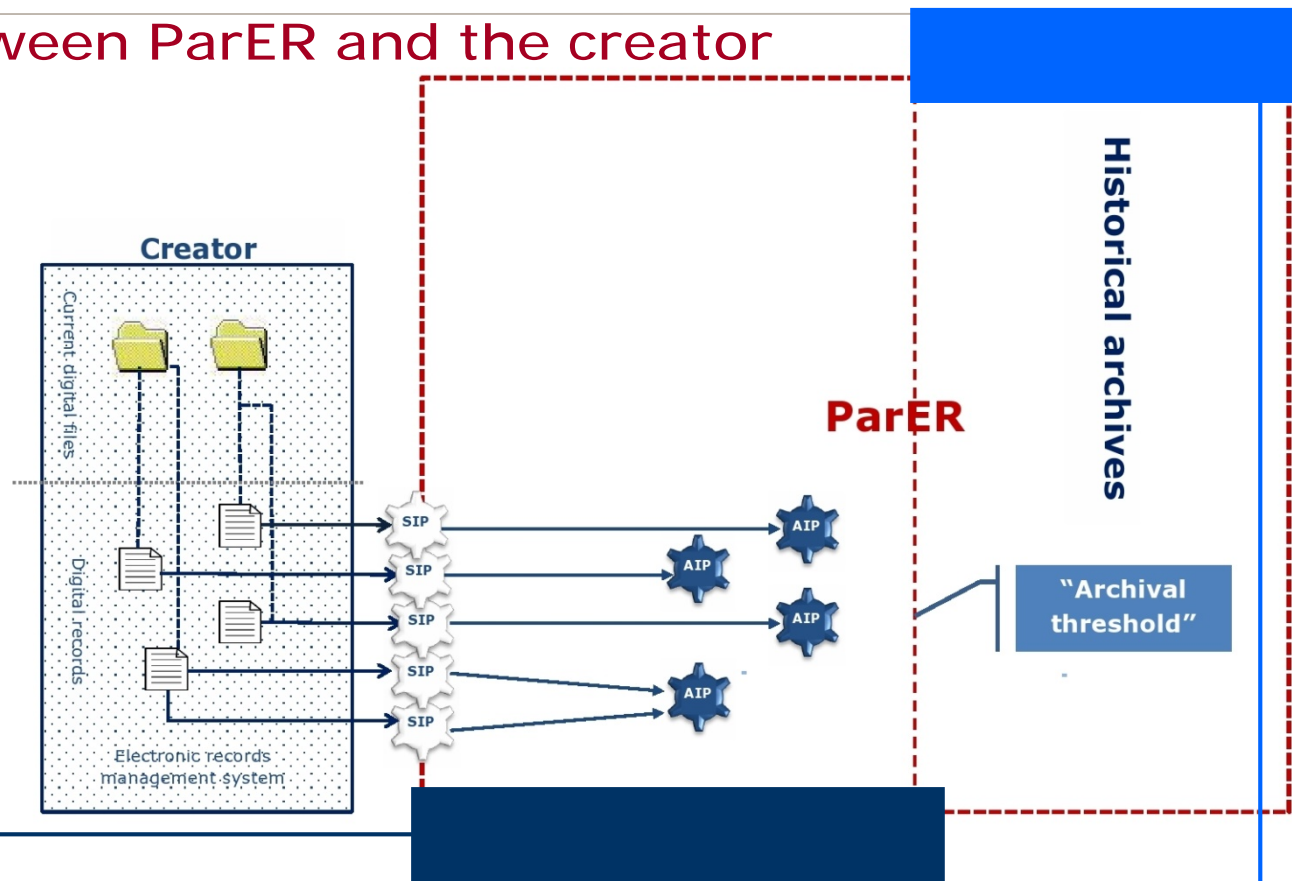 ween ParER and the creator
Creator
Current digital files
Digital records
Electronic records
management system
SIP
SIP
SIP
SIP
SIP
AIP
AIP
AIP
AIP
ParER
Historical archives
“Archival
threshold”